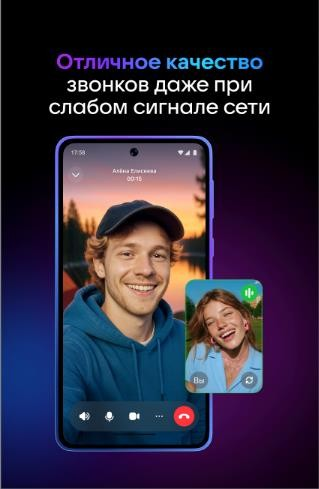 Отличное качество
звонков даже при
слабом сигнале сети
17:58
Алёна Елисеева
00:15
Вы